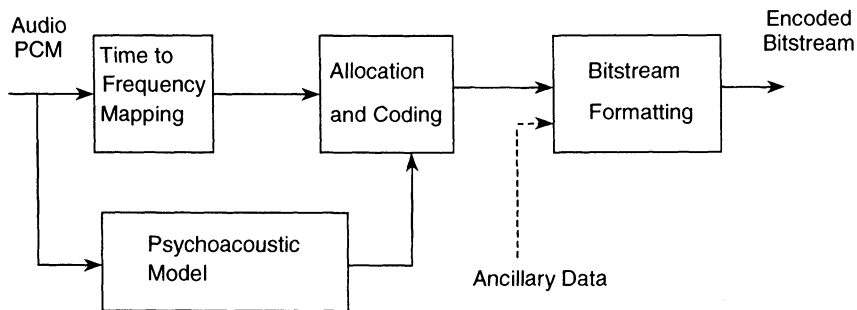 Audio
PCM
Time to
Frequency
Mapping
Allocation
and Coding
Bitstream
Formatting
Encoded
Bitstream
Psychoacoustic
Model
Ancillary Data